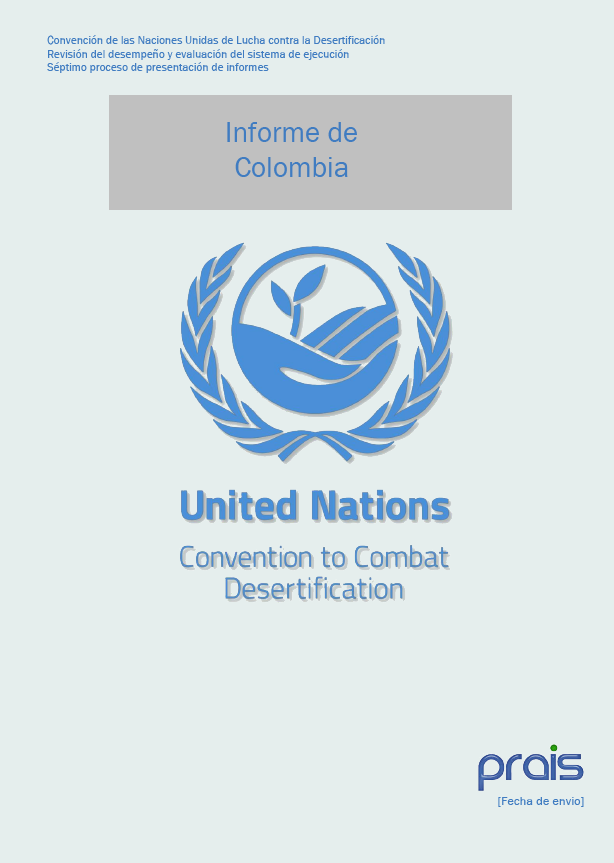 Convención de las Naciones Unidas de Lucha contra la Desertificación
Revisión del desempeño y evaluación del sistema de ejecución
Séptimo proceso de presentación de informes
Informe de
Colombia
United Nations
Convention to Combat
Desertification
prais
[Fecha de envio]